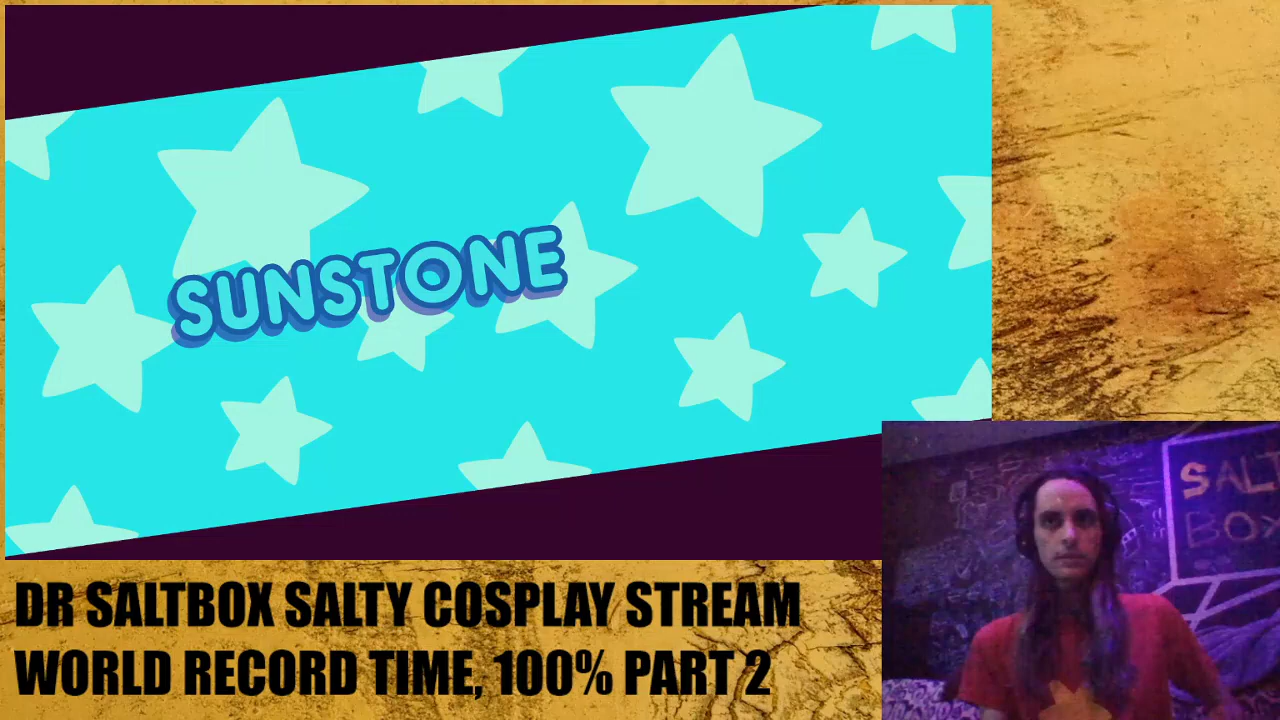 SUNSTONE
SALT
BOX
DR SALTBOX SALTY COSPLAY STREAM
WORLD RECORD TIME, 100% PART 2